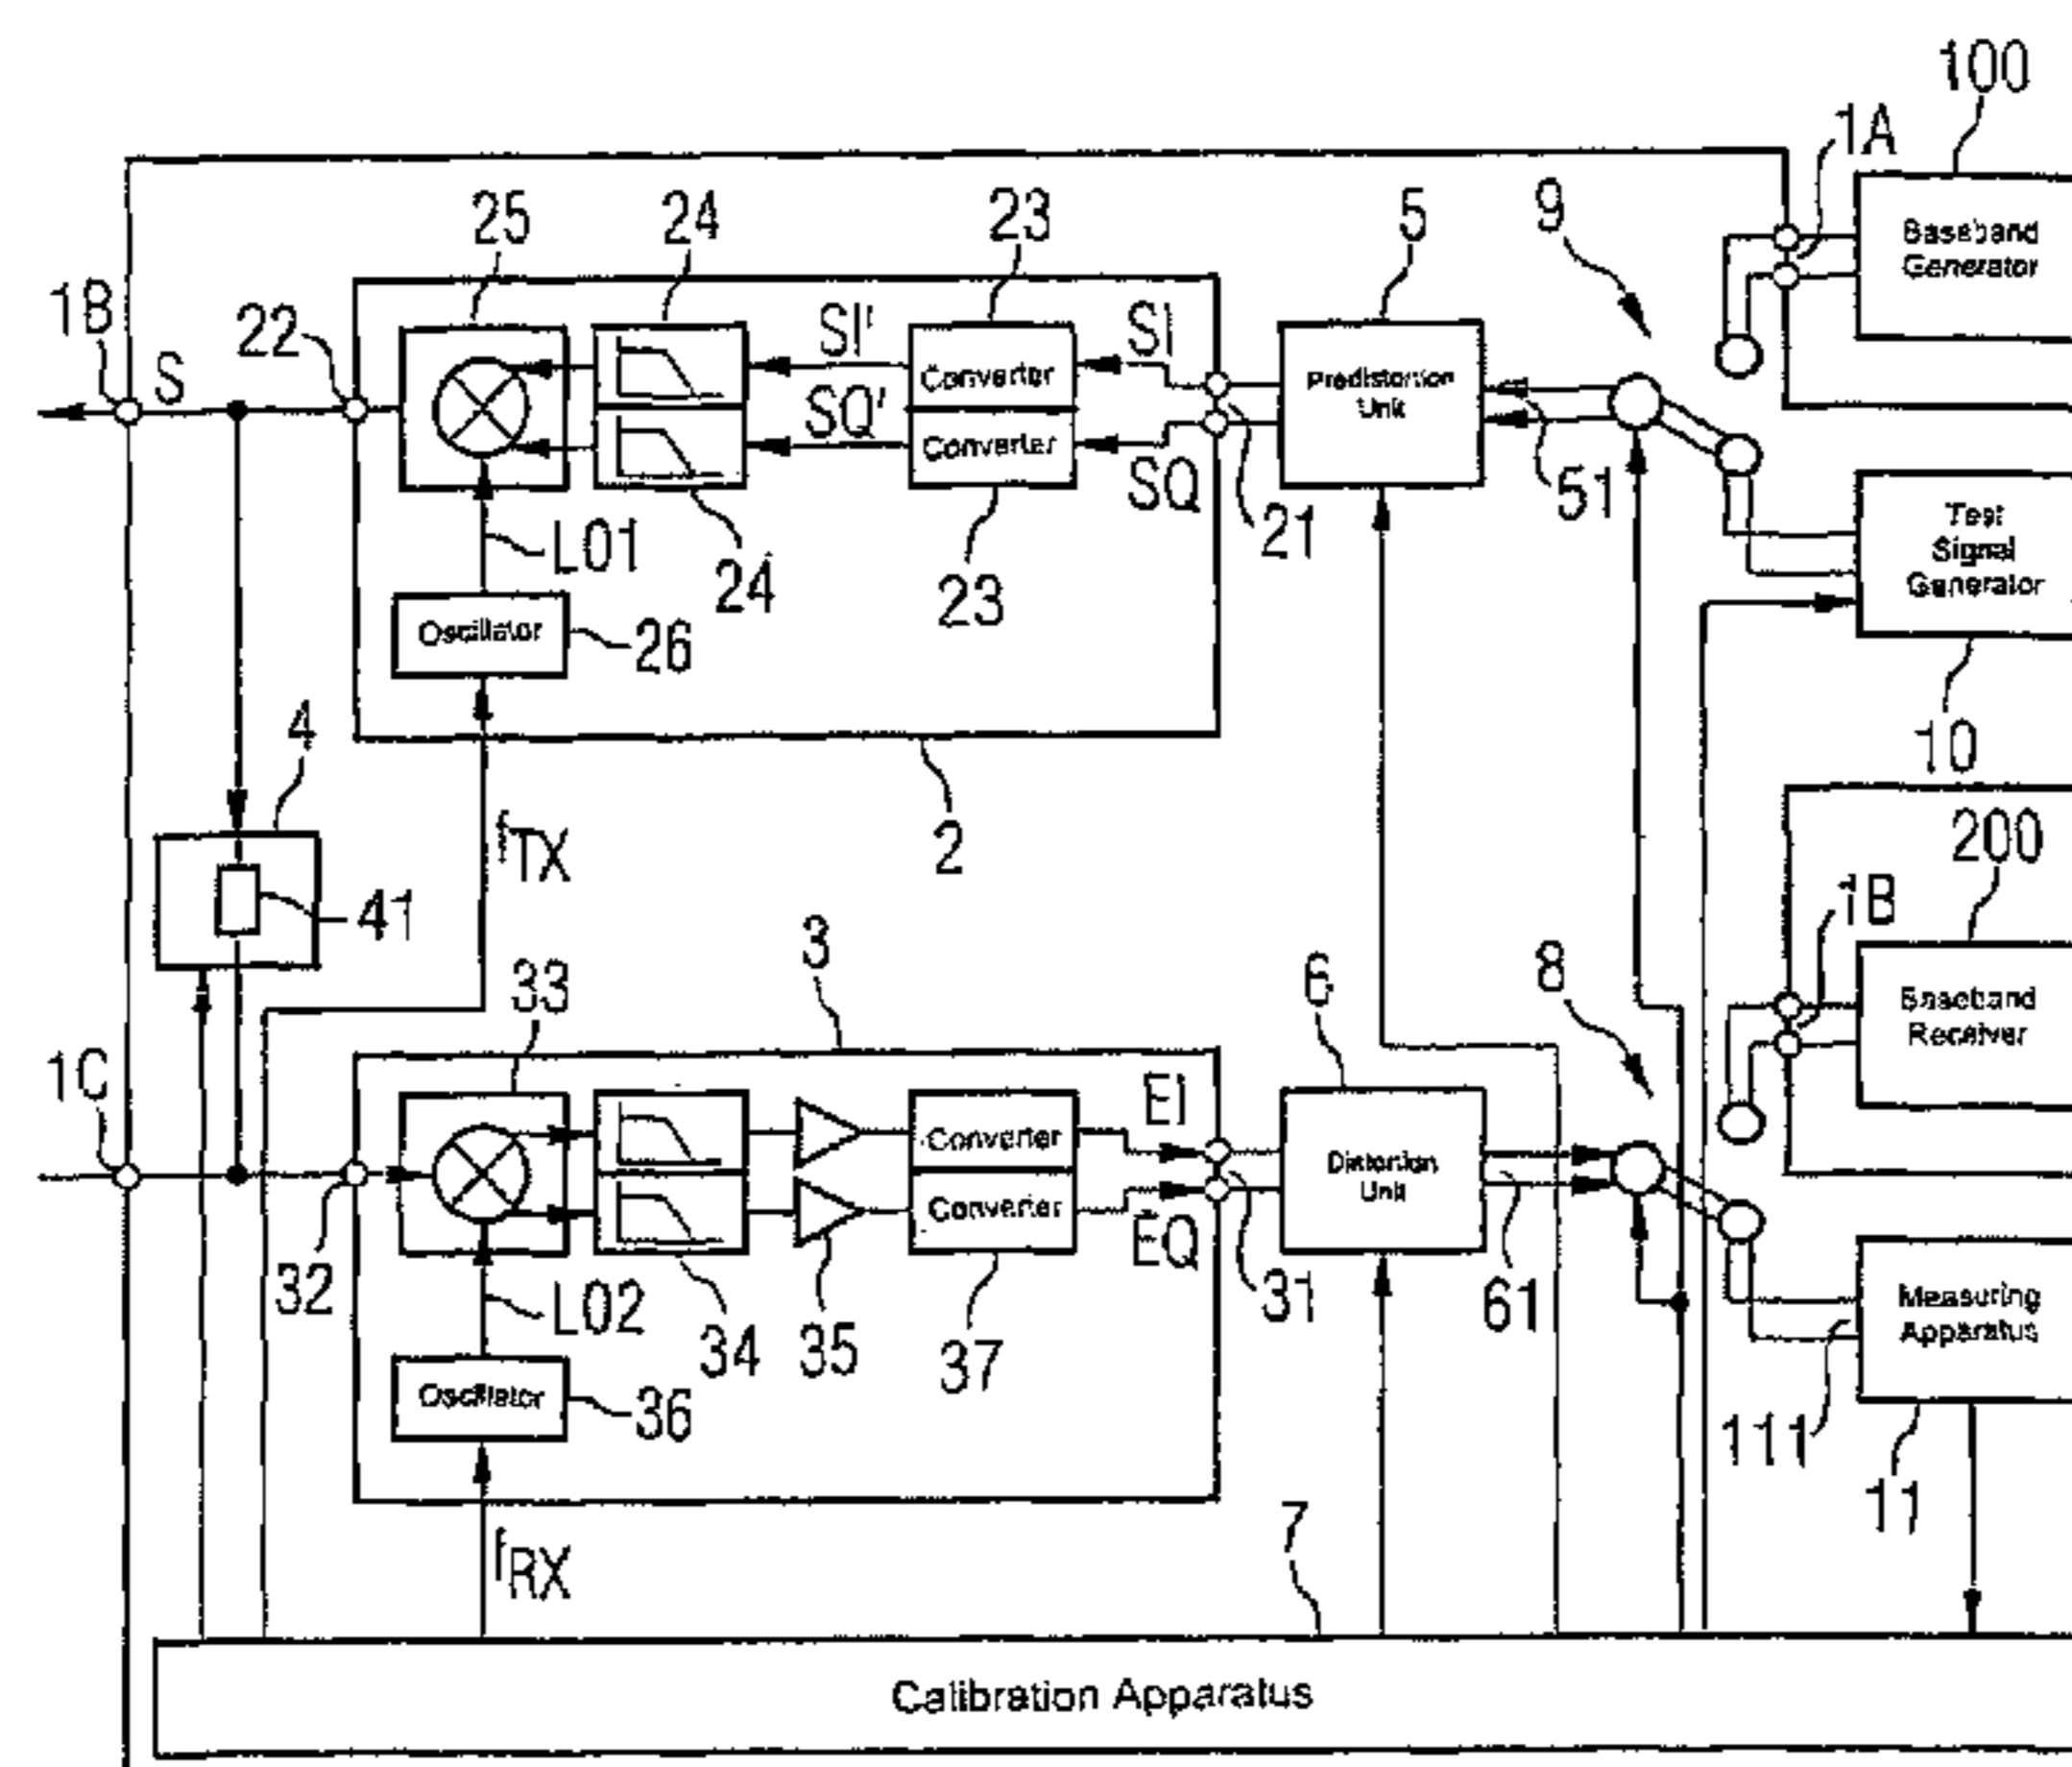 100
1A
9
5
23
24
25
Baseband
Generator
1B
S
22
SI'
SI
Converter
Predistortion
Unit
SQ'
Converter
SQ
51
21
LO1
24
23
Test
Signal
Generator
Oscillator
26
10
4
2
fTX
200
1B
41
3
33
6
8
Baseband
Receiver
1C
EI
Converter
Distortion
Unit
Converter
EQ
31
61
32
LO2
34
35
37
Measuring
Apparatus
Oscillator
36
111
11
fRX
7
Calibration Apparatus